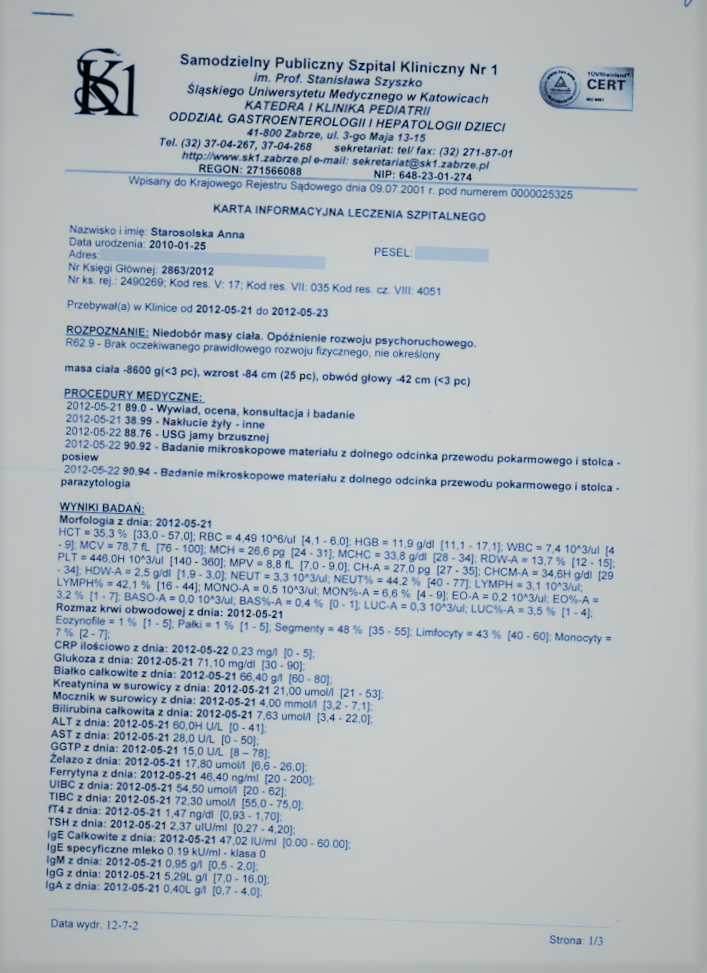 SK1
Samodzielny Publiczny Szpital Kliniczny Nr 1
im. Prof. Stanisława Szyszko
Śląskiego Uniwersytetu Medycznego w Katowicach
KATEDRA I KLINIKA PEDIATRII
ODDZIAŁ GASTROENTEROLOGII I HEPATOLOGII DZIECI
41-800 Zabrze, ul. 3-go Maja 13-15
Tel. (32) 37-04-267, 37-04-268 sekretariat: tel/ fax: (32) 271-87-01
http://www.sk1.zabrze.pl e-mail: sekretariat@sk1.zabrze.pl
REGON: 271566088 NIP: 648-23-01-274
TÜVRheinland®
CERT
ISO 9001
Wpisany do Krajowego Rejestru Sądowego dnia 09.07.2001 r. pod numerem 0000025325
KARTA INFORMACYJNA LECZENIA SZPITALNEGO
Nazwisko i imię: Starosolska Anna
Data urodzenia: 2010-01-25 PESEL:
Adres:
Nr Księgi Głównej: 2863/2012
Nr ks. rej.: 2490269; Kod res. V: 17; Kod res. VII: 035 Kod res. cz. VIII: 4051
Przebywał(a) w Klinice od 2012-05-21 do 2012-05-23
ROZPOZNANIE: Niedobór masy ciała. Opóźnienie rozwoju psychoruchowego.
R62.9 - Brak oczekiwanego prawidłowego rozwoju fizycznego, nie określony
masa ciała -8600 g(<3 pc), wzrost -84 cm (25 pc), obwód głowy -42 cm (<3 pc)
PROCEDURY MEDYCZNE:
2012-05-21 89.0 - Wywiad, ocena, konsultacja i badanie
2012-05-21 38.99 - Nakłucie żyły - inne
2012-05-22 88.76 - USG jamy brzusznej
2012-05-22 90.92 - Badanie mikroskopowe materiału z dolnego odcinka przewodu pokarmowego i stolca -
posiew
2012-05-22 90.94 - Badanie mikroskopowe materiału z dolnego odcinka przewodu pokarmowego i stolca -
parazytologia
WYNIKI BADAŃ:
Morfologia z dnia: 2012-05-21
HCT = 35,3 % [33,0 - 57,0]; RBC = 4,49 10^6/ul [4,1 - 6,0]; HGB = 11,9 g/dl [11,1 - 17,1]; WBC = 7,4 10^3/ul [4
- 9]; MCV = 78,7 fL [76 - 100]; MCH = 26,6 pg [24 - 31]; MCHC = 33,8 g/dl [28 - 34]; RDW-A = 13,7 % [12 - 15];
PLT = 446,0H 10^3/ul [140 - 360]; MPV = 8,8 fL [7,0 - 9,0]; CH-A = 27,0 pg [27 - 35]; CHCM-A = 34,6H g/dl [29
- 34]; HDW-A = 2,5 g/dl [1,9 - 3,0]; NEUT = 3,3 10^3/ul; NEUT% = 44,2 % [40 - 77]; LYMPH = 3,1 10^3/ul;
LYMPH% = 42,1 % [16 - 44]; MONO-A = 0,5 10^3/ul; MON%-A = 6,6 % [4 - 9]; EO-A = 0,2 10^3/ul; EO%-A =
3,2 % [1 - 7]; BASO-A = 0,0 10^3/ul; BAS%-A = 0,4 % [0 - 1]; LUC-A = 0,3 10^3/ul; LUC%-A = 3,5 % [1 - 4];
Rozmaz krwi obwodowej z dnia: 2012-05-21
Eozynofile = 1 % [1 - 5]; Pałki = 1 % [1 - 5]; Segmenty = 48 % [35 - 55]; Limfocyty = 43 % [40 - 60]; Monocyty =
7 % [2 - 7];
CRP ilościowo z dnia: 2012-05-22 0,23 mg/l [0 - 5];
Glukoza z dnia: 2012-05-21 71,10 mg/dl [30 - 90];
Białko całkowite z dnia: 2012-05-21 66,40 g/l [60 - 80];
Kreatynina w surowicy z dnia: 2012-05-21 21,00 umol/l [21 - 53];
Mocznik w surowicy z dnia: 2012-05-21 4,00 mmol/l [3,2 - 7,1];
Bilirubina całkowita z dnia: 2012-05-21 7,63 umol/l [3,4 - 22,0];
ALT z dnia: 2012-05-21 60,0H U/L [0 - 41];
AST z dnia: 2012-05-21 28,0 U/L [0 - 50];
GGTP z dnia: 2012-05-21 15,0 U/L [8 – 78];
Żelazo z dnia: 2012-05-21 17,80 umol/l [6,6 - 26,0];
Ferrytyna z dnia: 2012-05-21 46,40 ng/ml [20 - 200];
UIBC z dnia: 2012-05-21 54,50 umol/l [20 - 62];
TIBC z dnia: 2012-05-21 72,30 umol/l [55,0 - 75,0];
fT4 z dnia: 2012-05-21 1,47 ng/dl [0,93 - 1,70];
TSH z dnia: 2012-05-21 2,37 uIU/ml [0,27 - 4,20];
IgE Całkowite z dnia: 2012-05-21 47,02 IU/ml [0.00 - 60.00];
IgE specyficzne mleko 0.19 kU/ml - klasa 0
IgM z dnia: 2012-05-21 0,95 g/l [0,5 - 2,0];
IgG z dnia: 2012-05-21 5,29L g/l [7,0 - 16,0];
IgA z dnia: 2012-05-21 0,40L g/l [0,7 - 4,0];
Data wydr. 12-7-2
Strona: 1/3